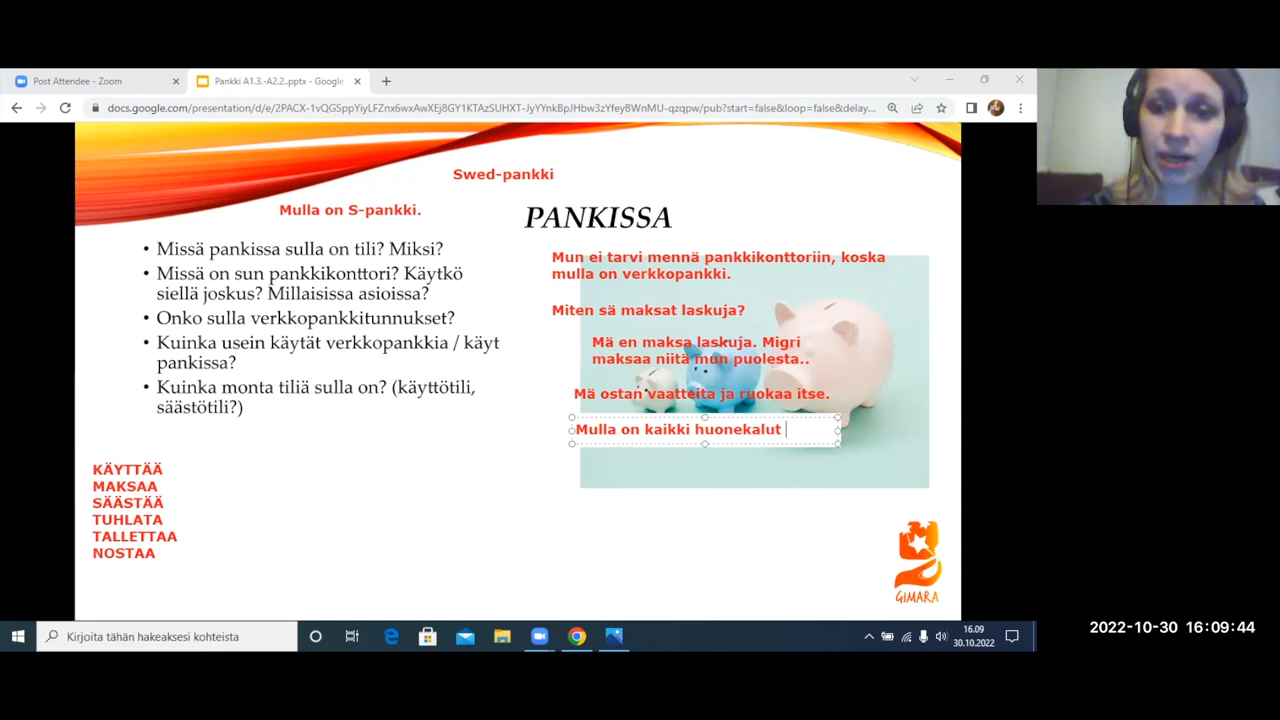 Post Attendee - Zoom
Pankki A1.3.-A2.2..pptx - Google
docs.google.com/presentation/d/e/2PACX-1vQGSppYiyLFZnx6wxAwXEj8GY1KTAzSUHXT-JyYYnkBpJHbw3zYfeyBWnMU-qzqpw/pub?start=false&loop=false&delay...
Swed-pankki
Mulla on S-pankki.
PANKISSA
• Missä pankissa sulla on tili? Miksi?
• Missä on sun pankkikonttori? Käytkö
siellä joskus? Millaisissa asioissa?
• Onko sulla verkkopankkitunnukset?
• Kuinka usein käytät verkkopankkia / käyt
pankissa?
• Kuinka monta tiliä sulla on? (käyttötili,
säästötili?)
Mun ei tarvi mennä pankkikonttoriin, koska
mulla on verkkopankki.
Miten sä maksat laskuja?
Mä en maksa laskuja. Migri
maksaa niitä mun puolesta..
Mä ostan vaatteita ja ruokaa itse.
Mulla on kaikki huonekalut
KÄYTTÄÄ
MAKSAA
SÄÄSTÄÄ
TUHLATA
TALLETTAA
NOSTAA
GIMARA
Kirjoita tähän hakeaksesi kohteista
16.09
30.10.2022
2022-10-30 16:09:44